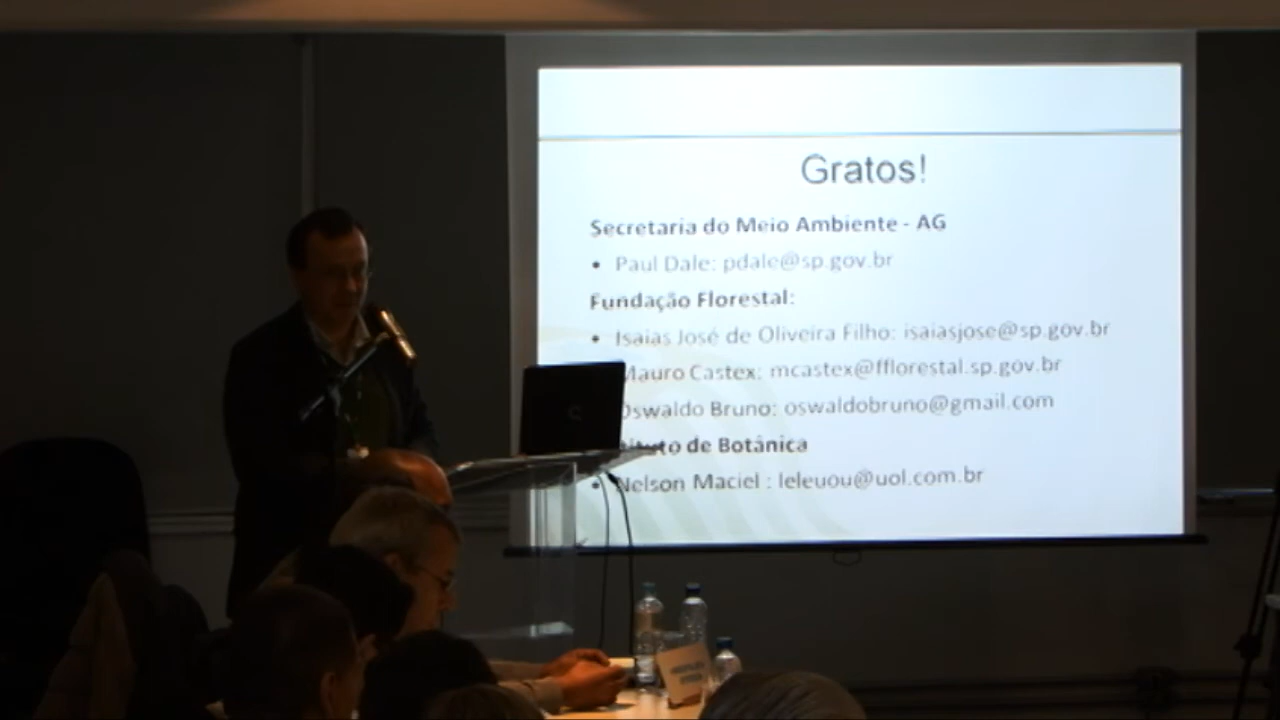 Gratos!
Secretaria do Meio Ambiente - AG
• Paul Dale: pdale@sp.gov.br
Fundação Florestal:
• Isaias José de Oliveira Filho: isaiasjose@sp.gov.br
Mauro Castex: mcastex@fflorestal.sp.gov.br
Oswaldo Bruno: oswaldobruno@gmail.com
tituto de Botânica
• Nelson Maciel : leleuou@uol.com.br